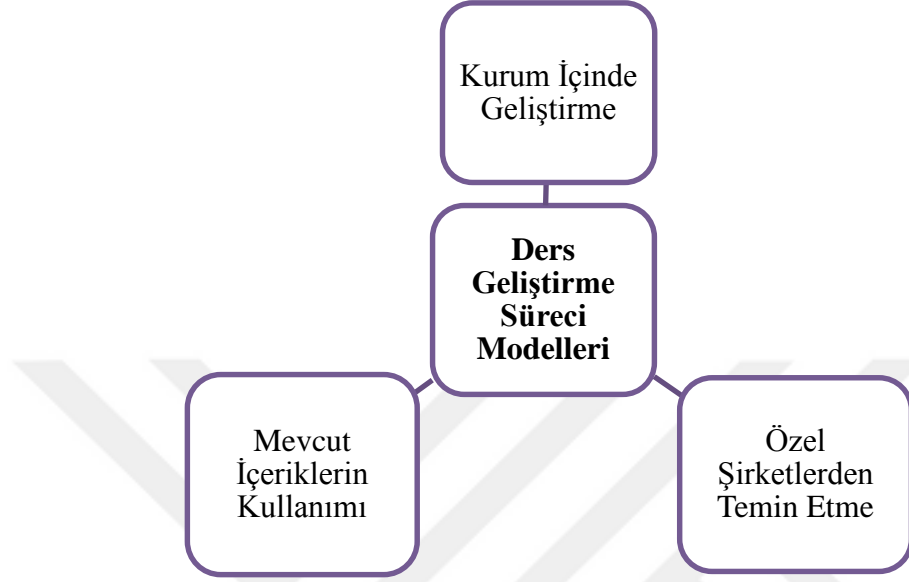 Kurum İçinde
Geliştirme
Ders
Geliştirme
Süreci
Modelleri
Mevcut
İçeriklerin
Kullanımı
Özel
Şirketlerden
Temin Etme